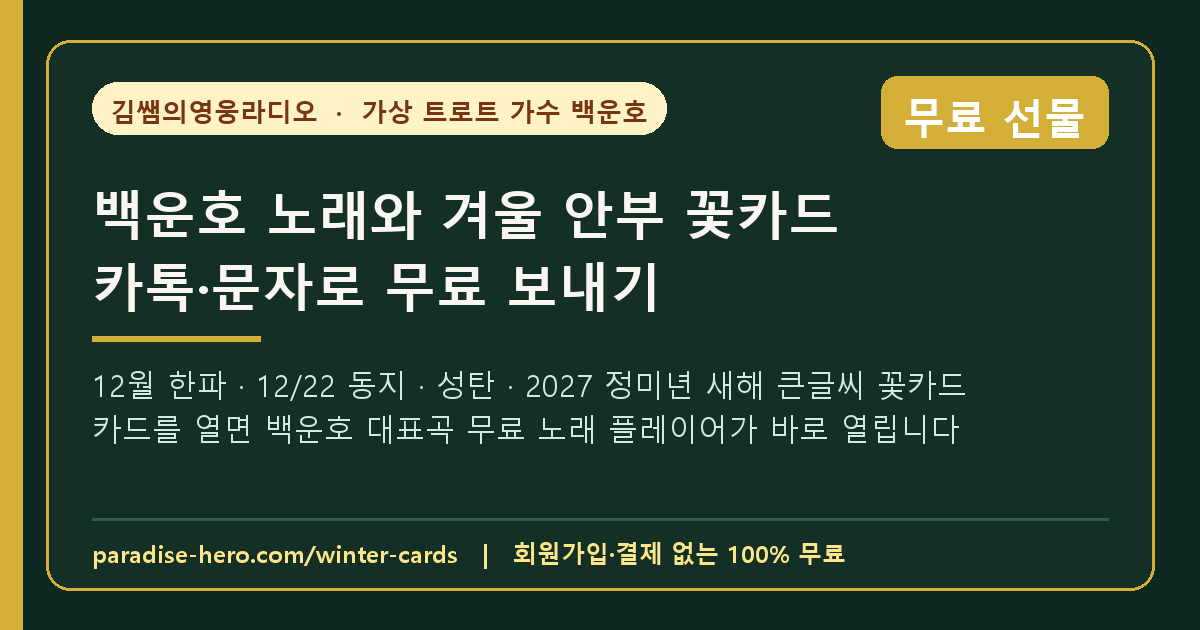 김쌤의영웅라디오 · 가상 트로트 가수 백운호
무료 선물
백운호 노래와 겨울 안부 꽃카드
카톡·문자로 무료 보내기
12월 한파 · 12/22 동지 · 성탄 · 2027 정미년 새해 큰글씨 꽃카드
카드를 열면 백운호 대표곡 무료 노래 플레이어가 바로 열립니다
paradise-hero.com/winter-cards | 회원가입·결제 없는 100% 무료